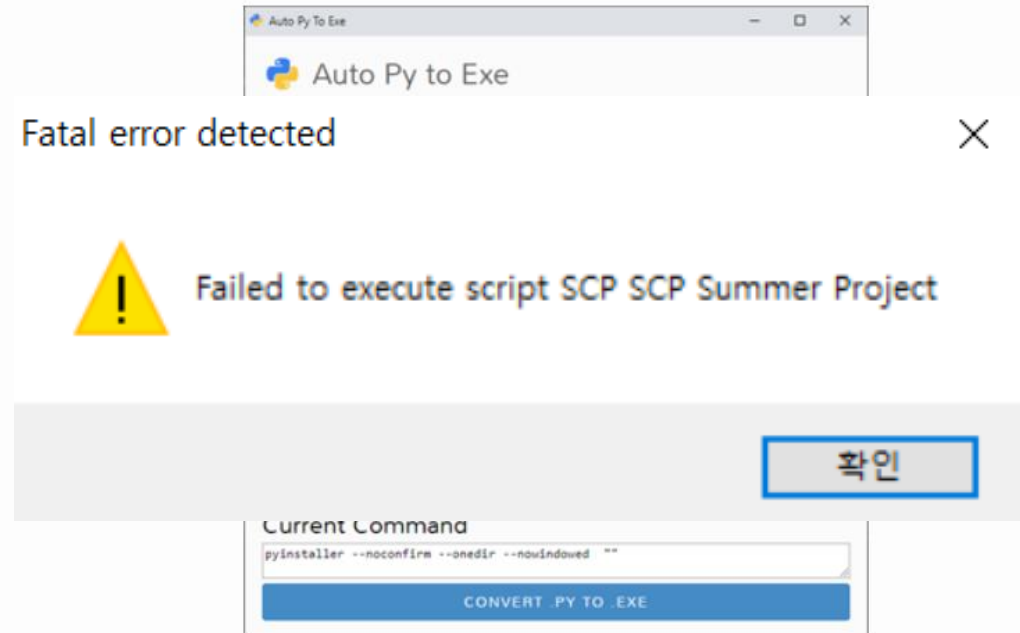 Auto Py To Exe
Auto Py to Exe
Fatal error detected
Failed to execute script SCP SCP Summer Project
확인
Current Command
pyinstaller --noconfirm --onedir --nowindowed ""
CONVERT .PY TO .EXE